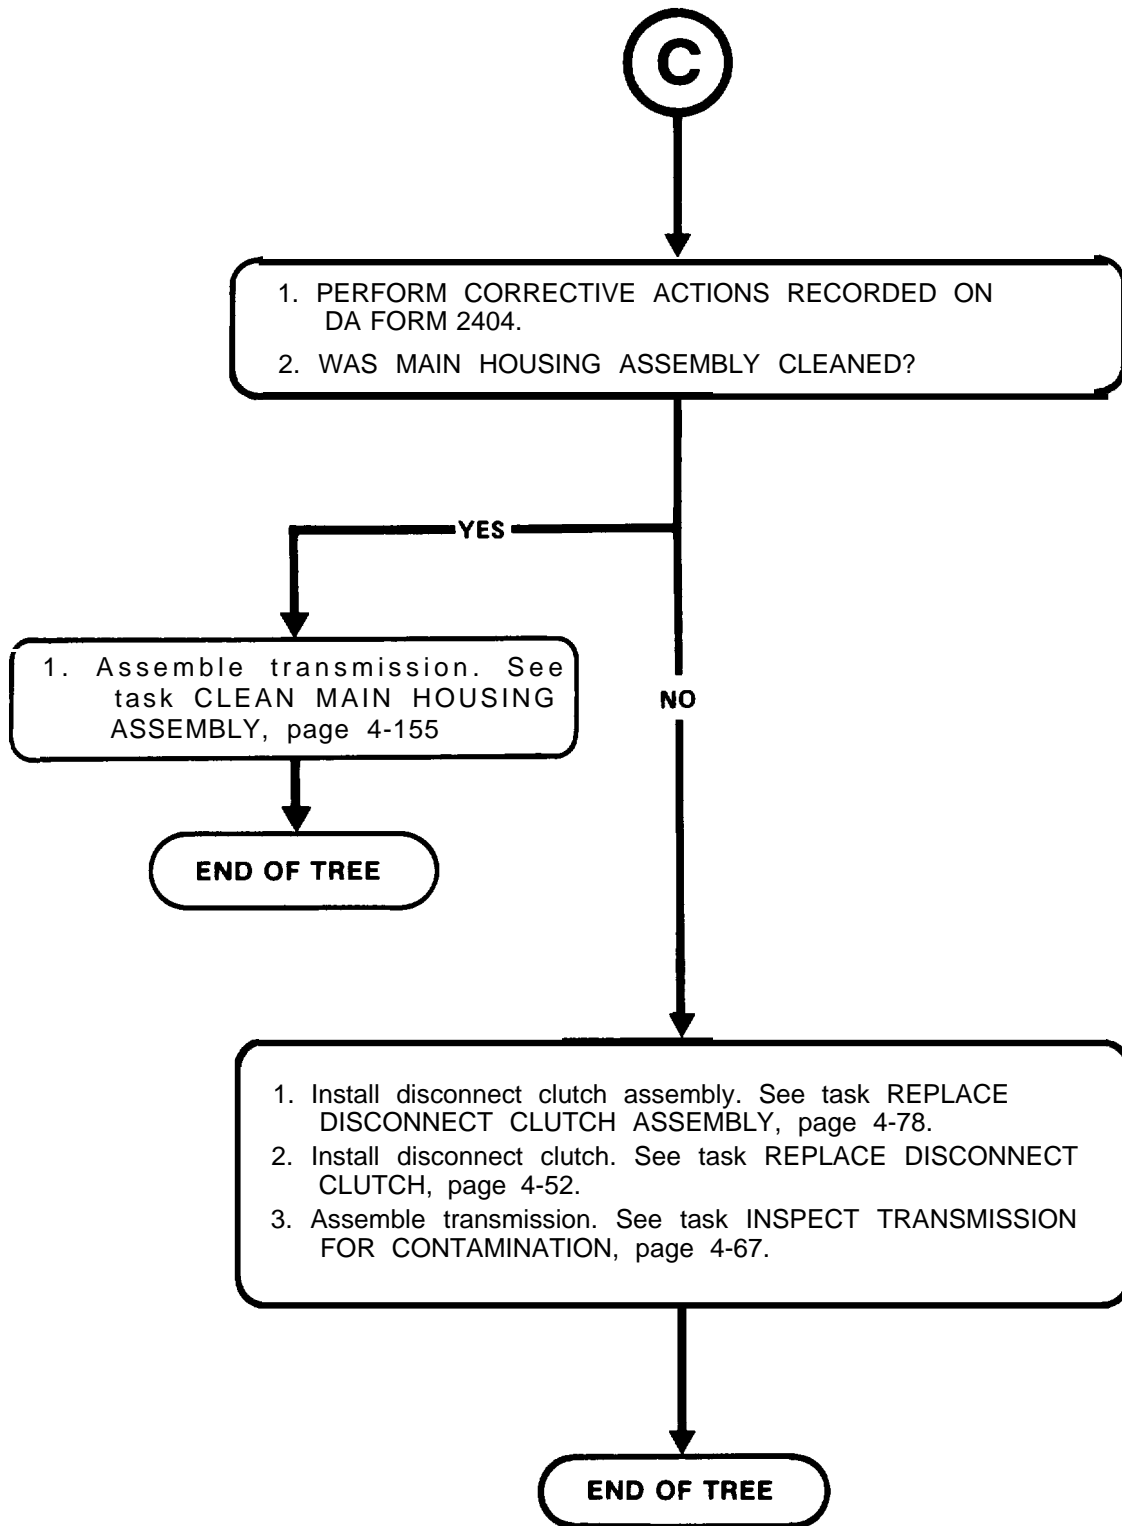 C
1. PERFORM CORRECTIVE ACTIONS RECORDED ON
DA FORM 2404.
2. WAS MAIN HOUSING ASSEMBLY CLEANED?
YES
1. Assemble transmission. See
task CLEAN MAIN HOUSING
ASSEMBLY, page 4-155
NO
END OF TREE
1. Install disconnect clutch assembly. See task REPLACE
DISCONNECT CLUTCH ASSEMBLY, page 4-78.
2. Install disconnect clutch. See task REPLACE DISCONNECT
CLUTCH, page 4-52.
3. Assemble transmission. See task INSPECT TRANSMISSION
FOR CONTAMINATION, page 4-67.
END OF TREE